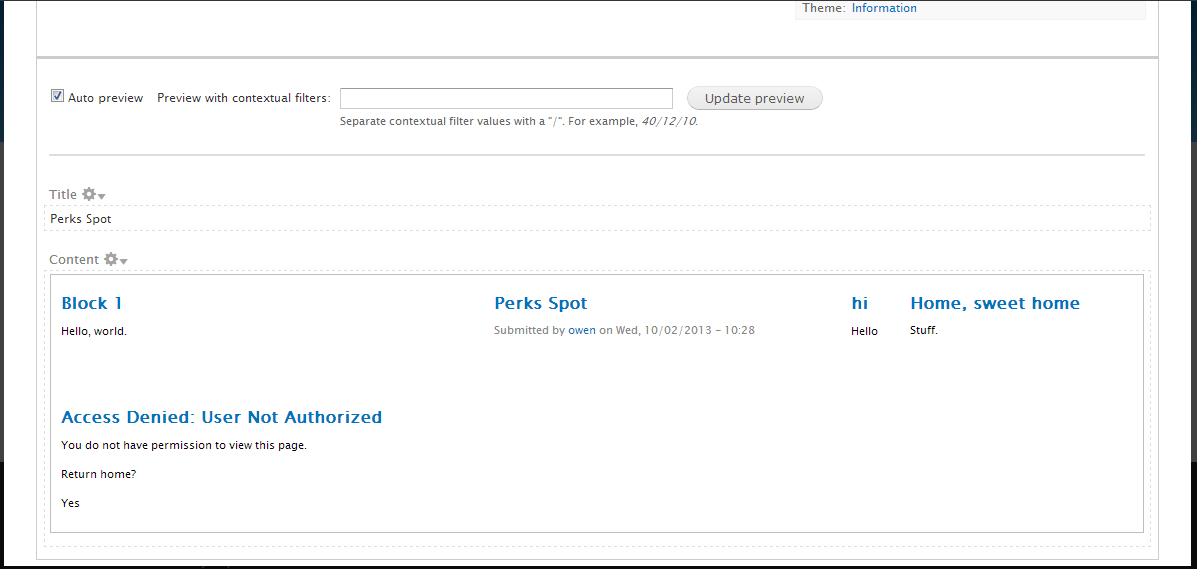 Theme: Information
Auto preview Preview with contextual filters: Update preview
Separate contextual filter values with a "/". For example, 40/12/10.
Title
Perks Spot
Content
Block 1 Perks Spot hi Home, sweet home
Hello, world. Submitted by owen on Wed, 10/02/2013 - 10:28 Hello Stuff.
Access Denied: User Not Authorized
You do not have permission to view this page.
Return home?
Yes